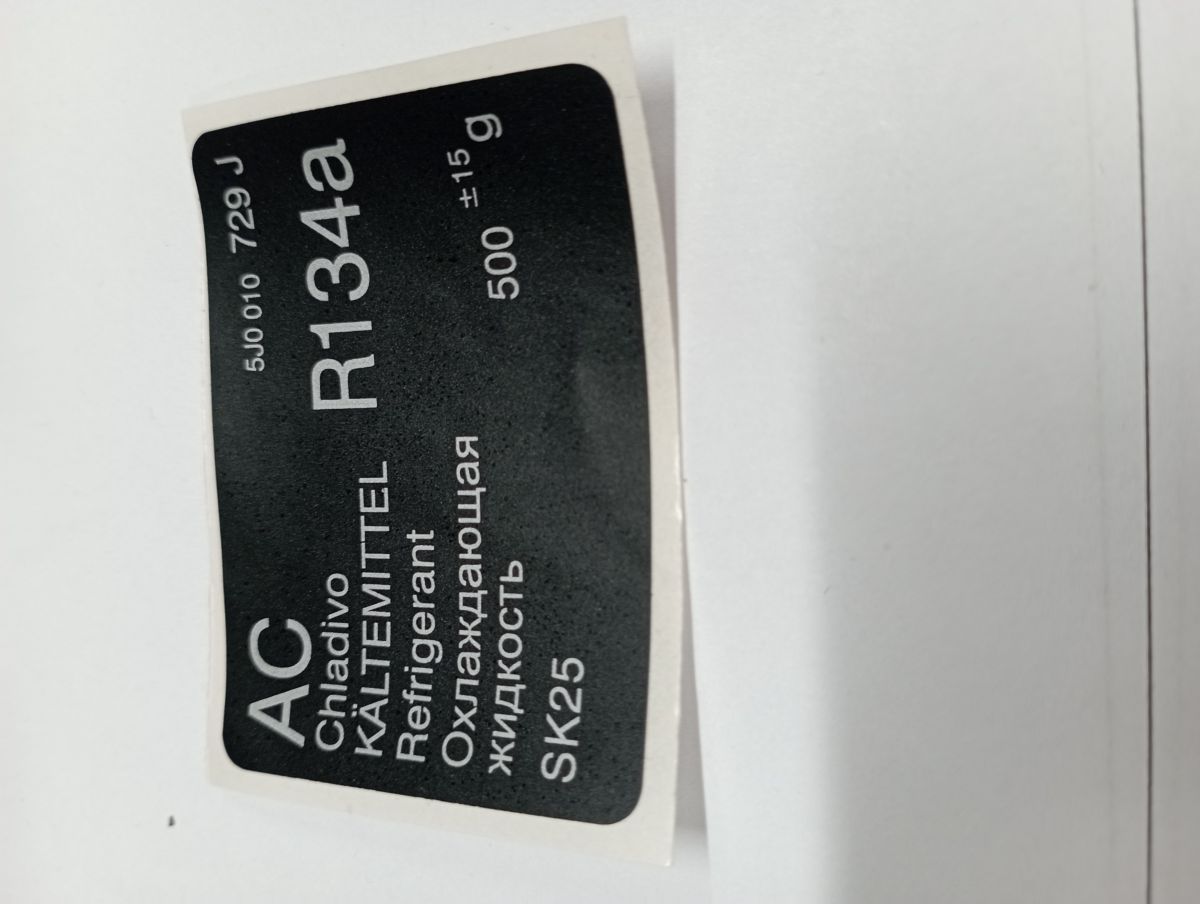 5J0 010 729 J
AC
Chladivo
KÄLTEMITTEL R134a
Refrigerant
Охлаждающая
жидкость 500 ±15 g
SK25